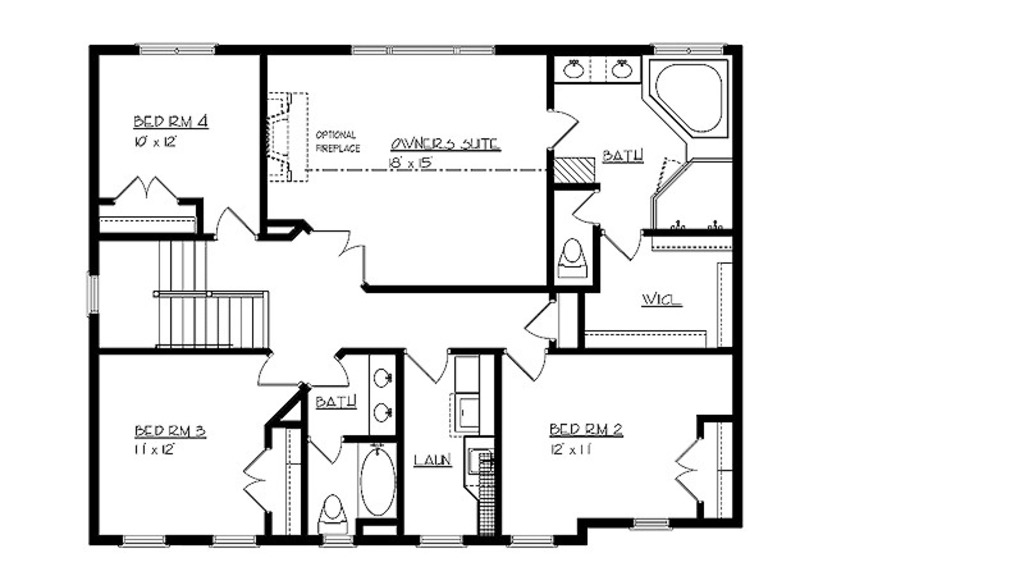 BED RM 4
10' x 12'
OPTIONAL
FIREPLACE
OWNERS SUITE
18' x 15'
BATH
WICL
BED RM 3
11' x 12'
BATH
LAUN
BED RM 2
12' x 11'